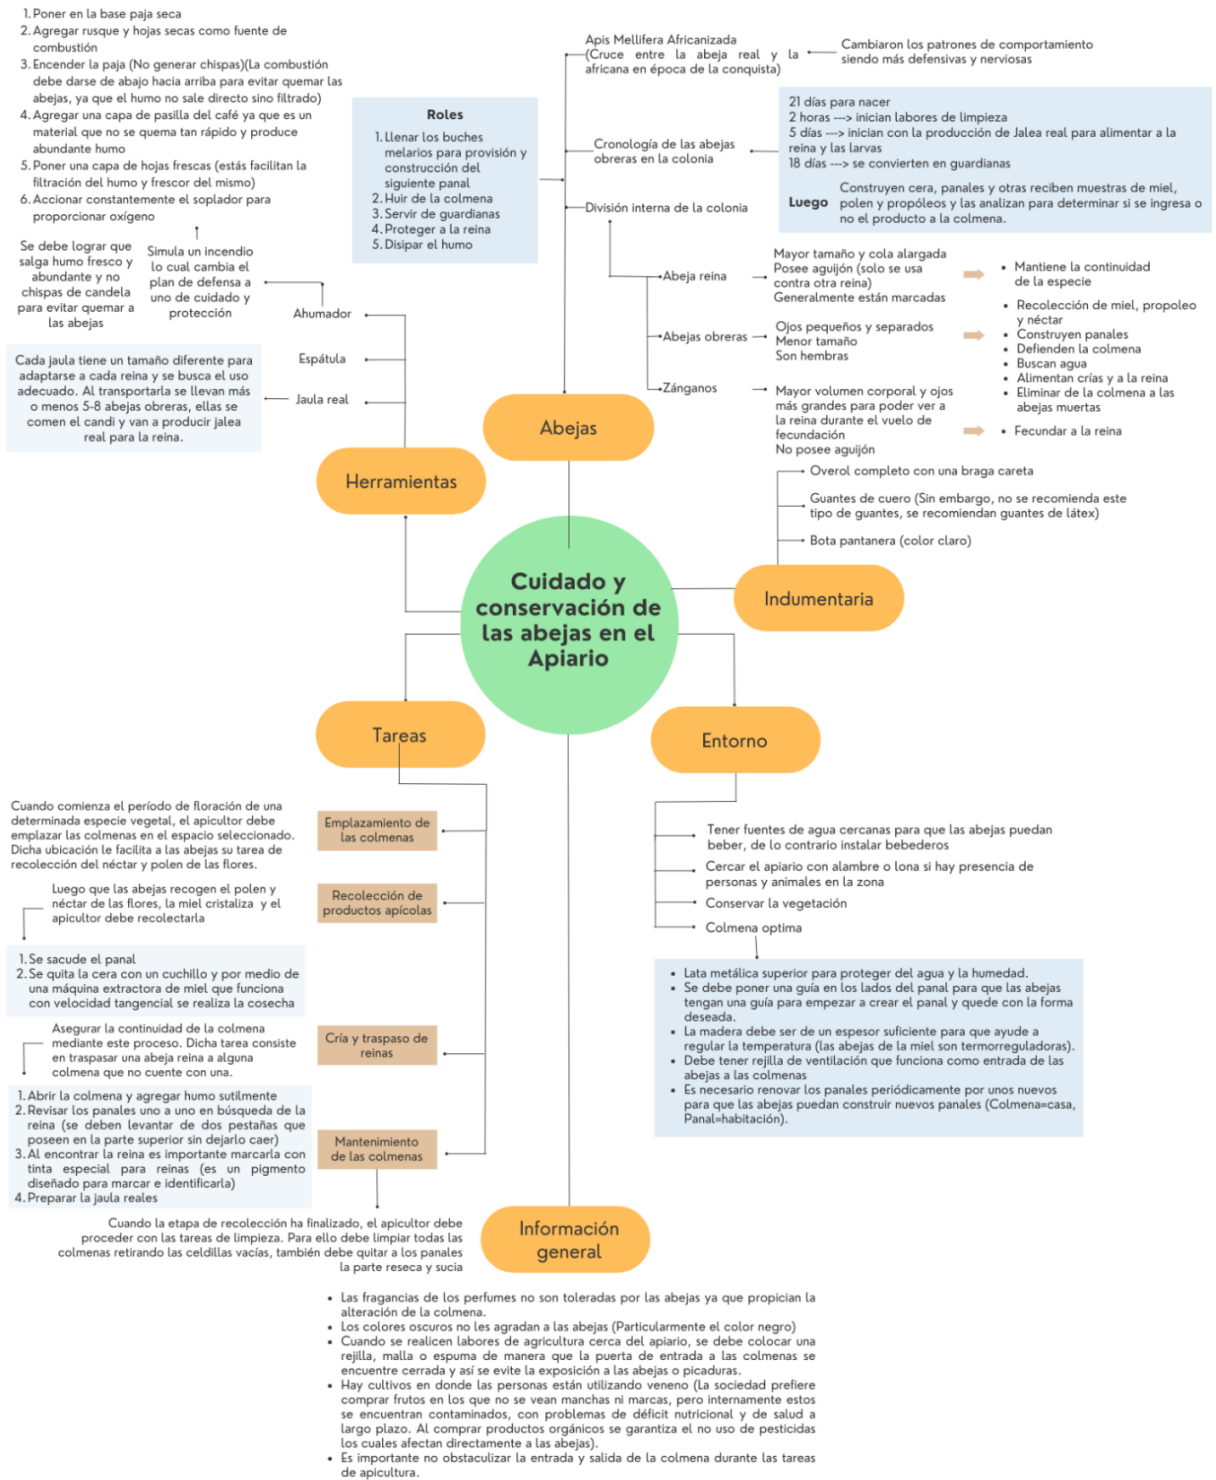 1. Poner en la base paja seca
2. Agregar rusque y hojas secas como fuente de
combustión
3. Encender la paja (No generar chispas)(La combustión
debe darse de abajo hacia arriba para evitar quemar las
abejas, ya que el humo no sale directo sino filtrado)
4. Agregar una capa de pasilla del café ya que es un
material que no se quema tan rápido y produce
abundante humo
5. Poner una capa de hojas frescas (estás facilitan la
filtración del humo y frescor del mismo)
6. Accionar constantemente el soplador para
proporcionar oxígeno
Se debe lograr que
salga humo fresco y
abundante y no
chispas de candela
para evitar quemar a
las abejas
Simula un incendio
lo cual cambia el
plan de defensa a
uno de cuidado y
protección
Ahumador
Espátula
Jaula real
Cada jaula tiene un tamaño diferente para
adaptarse a cada reina y se busca el uso
adecuado. Al transportarla se llevan más
o menos 5-8 abejas obreras, ellas se
comen el candi y van a producir jalea
real para la reina.
Herramientas
Roles
1. Llenar los buches
melarios para provisión y
construcción del
siguiente panal
2. Huir de la colmena
3. Servir de guardianas
4. Proteger a la reina
5. Disipar el humo
Apis Mellifera Africanizada
(Cruce entre la abeja real y la
africana en época de la conquista)
Cambiaron los patrones de comportamiento
siendo más defensivas y nerviosas
Cronología de las abejas
obreras en la colonia
21 días para nacer
2 horas ---> inician labores de limpieza
5 días ---> inician con la producción de Jalea real para alimentar a la
reina y las larvas
18 días ---> se convierten en guardianas
Luego
Construyen cera, panales y otras reciben muestras de miel,
polen y propóleos y las analizan para determinar si se ingresa o
no el producto a la colmena.
División interna de la colonia
Abeja reina
Mayor tamaño y cola alargada
Posee aguijón (solo se usa
contra otra reina)
Generalmente están marcadas
• Mantiene la continuidad
de la especie
Abejas obreras
Ojos pequeños y separados
Menor tamaño
Son hembras
• Recolección de miel, propoleo
y néctar
• Construyen panales
• Defienden la colmena
• Buscan agua
• Alimentan crías y a la reina
• Eliminar de la colmena a las
abejas muertas
Zánganos
Mayor volumen corporal y ojos
más grandes para poder ver a
la reina durante el vuelo de
fecundación
No posee aguijón
• Fecundar a la reina
Abejas
Overol completo con una braga careta
Guantes de cuero (Sin embargo, no se recomienda este
tipo de guantes, se recomiendan guantes de látex)
Bota pantanera (color claro)
Indumentaria
Cuidado y
conservación de
las abejas en el
Apiario
Tareas
Cuando comienza el período de floración de una
determinada especie vegetal, el apicultor debe
emplazar las colmenas en el espacio seleccionado.
Dicha ubicación le facilita a las abejas su tarea de
recolección del néctar y polen de las flores.
Emplazamiento de
las colmenas
Luego que las abejas recogen el polen y
néctar de las flores, la miel cristaliza y el
apicultor debe recolectarla
Recolección de
productos apícolas
1. Se sacude el panal
2. Se quita la cera con un cuchillo y por medio de
una máquina extractora de miel que funciona
con velocidad tangencial se realiza la cosecha
Asegurar la continuidad de la colmena
mediante este proceso. Dicha tarea consiste
en traspasar una abeja reina a alguna
colmena que no cuente con una.
Cría y traspaso de
reinas
1. Abrir la colmena y agregar humo sutilmente
2. Revisar los panales uno a uno en búsqueda de la
reina (se deben levantar de dos pestañas que
poseen en la parte superior sin dejarlo caer)
3. Al encontrar la reina es importante marcarla con
tinta especial para reinas (es un pigmento
diseñado para marcar e identificarla)
4. Preparar la jaula reales
Mantenimiento
de las colmenas
Cuando la etapa de recolección ha finalizado, el apicultor debe
proceder con las tareas de limpieza. Para ello debe limpiar todas las
colmenas retirando las celdillas vacías, también debe quitar a los panales
la parte reseca y sucia
Entorno
Tener fuentes de agua cercanas para que las abejas puedan
beber, de lo contrario instalar bebederos
Cercar el apiario con alambre o lona si hay presencia de
personas y animales en la zona
Conservar la vegetación
Colmena optima
• Lata metálica superior para proteger del agua y la humedad.
• Se debe poner una guía en los lados del panal para que las abejas
tengan una guía para empezar a crear el panal y quede con la forma
deseada.
• La madera debe ser de un espesor suficiente para que ayude a
regular la temperatura (las abejas de la miel son termorreguladoras).
• Debe tener rejilla de ventilación que funciona como entrada de las
abejas a las colmenas
• Es necesario renovar los panales periódicamente por unos nuevos
para que las abejas puedan construir nuevos panales (Colmena=casa,
Panal=habitación).
Información
general
• Las fragancias de los perfumes no son toleradas por las abejas ya que propician la
alteración de la colmena.
• Los colores oscuros no les agradan a las abejas (Particularmente el color negro)
• Cuando se realicen labores de agricultura cerca del apiario, se debe colocar una
rejilla, malla o espuma de manera que la puerta de entrada a las colmenas se
encuentre cerrada y así se evite la exposición a las abejas o picaduras.
• Hay cultivos en donde las personas están utilizando veneno (La sociedad prefiere
comprar frutos en los que no se vean manchas ni marcas, pero internamente estos
se encuentran contaminados, con problemas de déficit nutricional y de salud a
largo plazo. Al comprar productos orgánicos se garantiza el no uso de pesticidas
los cuales afectan directamente a las abejas).
• Es importante no obstaculizar la entrada y salida de la colmena durante las tareas
de apicultura.